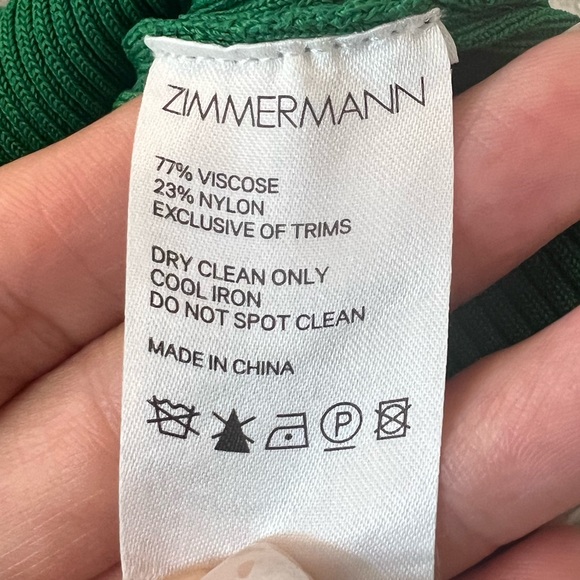 ZIMMERMANN
77% VISCOSE
23% NYLON
EXCLUSIVE OF TRIMS
DRY CLEAN ONLY
COOL IRON
DO NOT SPOT CLEAN
MADE IN CHINA
P